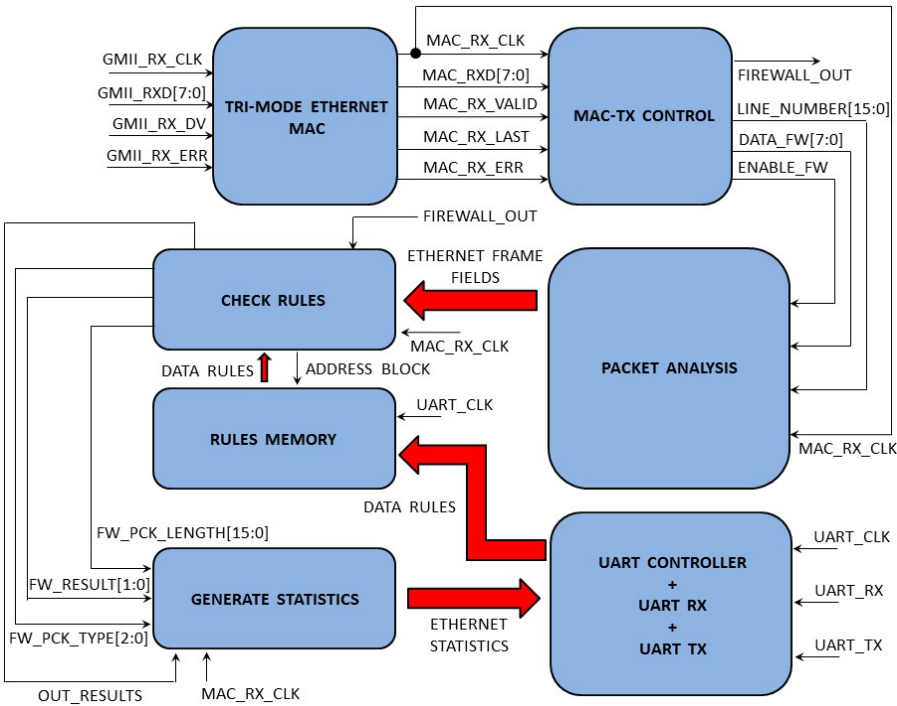 MAC_RX_CLK
GMII_RX_CLK
MAC_RXD[7:0]
FIREWALL_OUT
GMII_RXD[7:0]
TRI-MODE ETHERNET
MAC
MAC_RX_VALID
MAC-TX CONTROL
LINE_NUMBER[15:0]
GMII_RX_DV
MAC_RX_LAST
DATA_FW[7:0]
GMII_RX_ERR
MAC_RX_ERR
ENABLE_FW
FIREWALL_OUT
ETHERNET FRAME
FIELDS
CHECK RULES
MAC_RX_CLK
DATA RULES
ADDRESS BLOCK
PACKET ANALYSIS
UART_CLK
RULES MEMORY
MAC_RX_CLK
DATA RULES
FW_PCK_LENGTH[15:0]
UART_CLK
UART CONTROLLER
+
UART RX
+
UART TX
FW_RESULT[1:0]
GENERATE STATISTICS
UART_RX
ETHERNET
STATISTICS
FW_PCK_TYPE[2:0]
UART_TX
OUT_RESULTS
MAC_RX_CLK